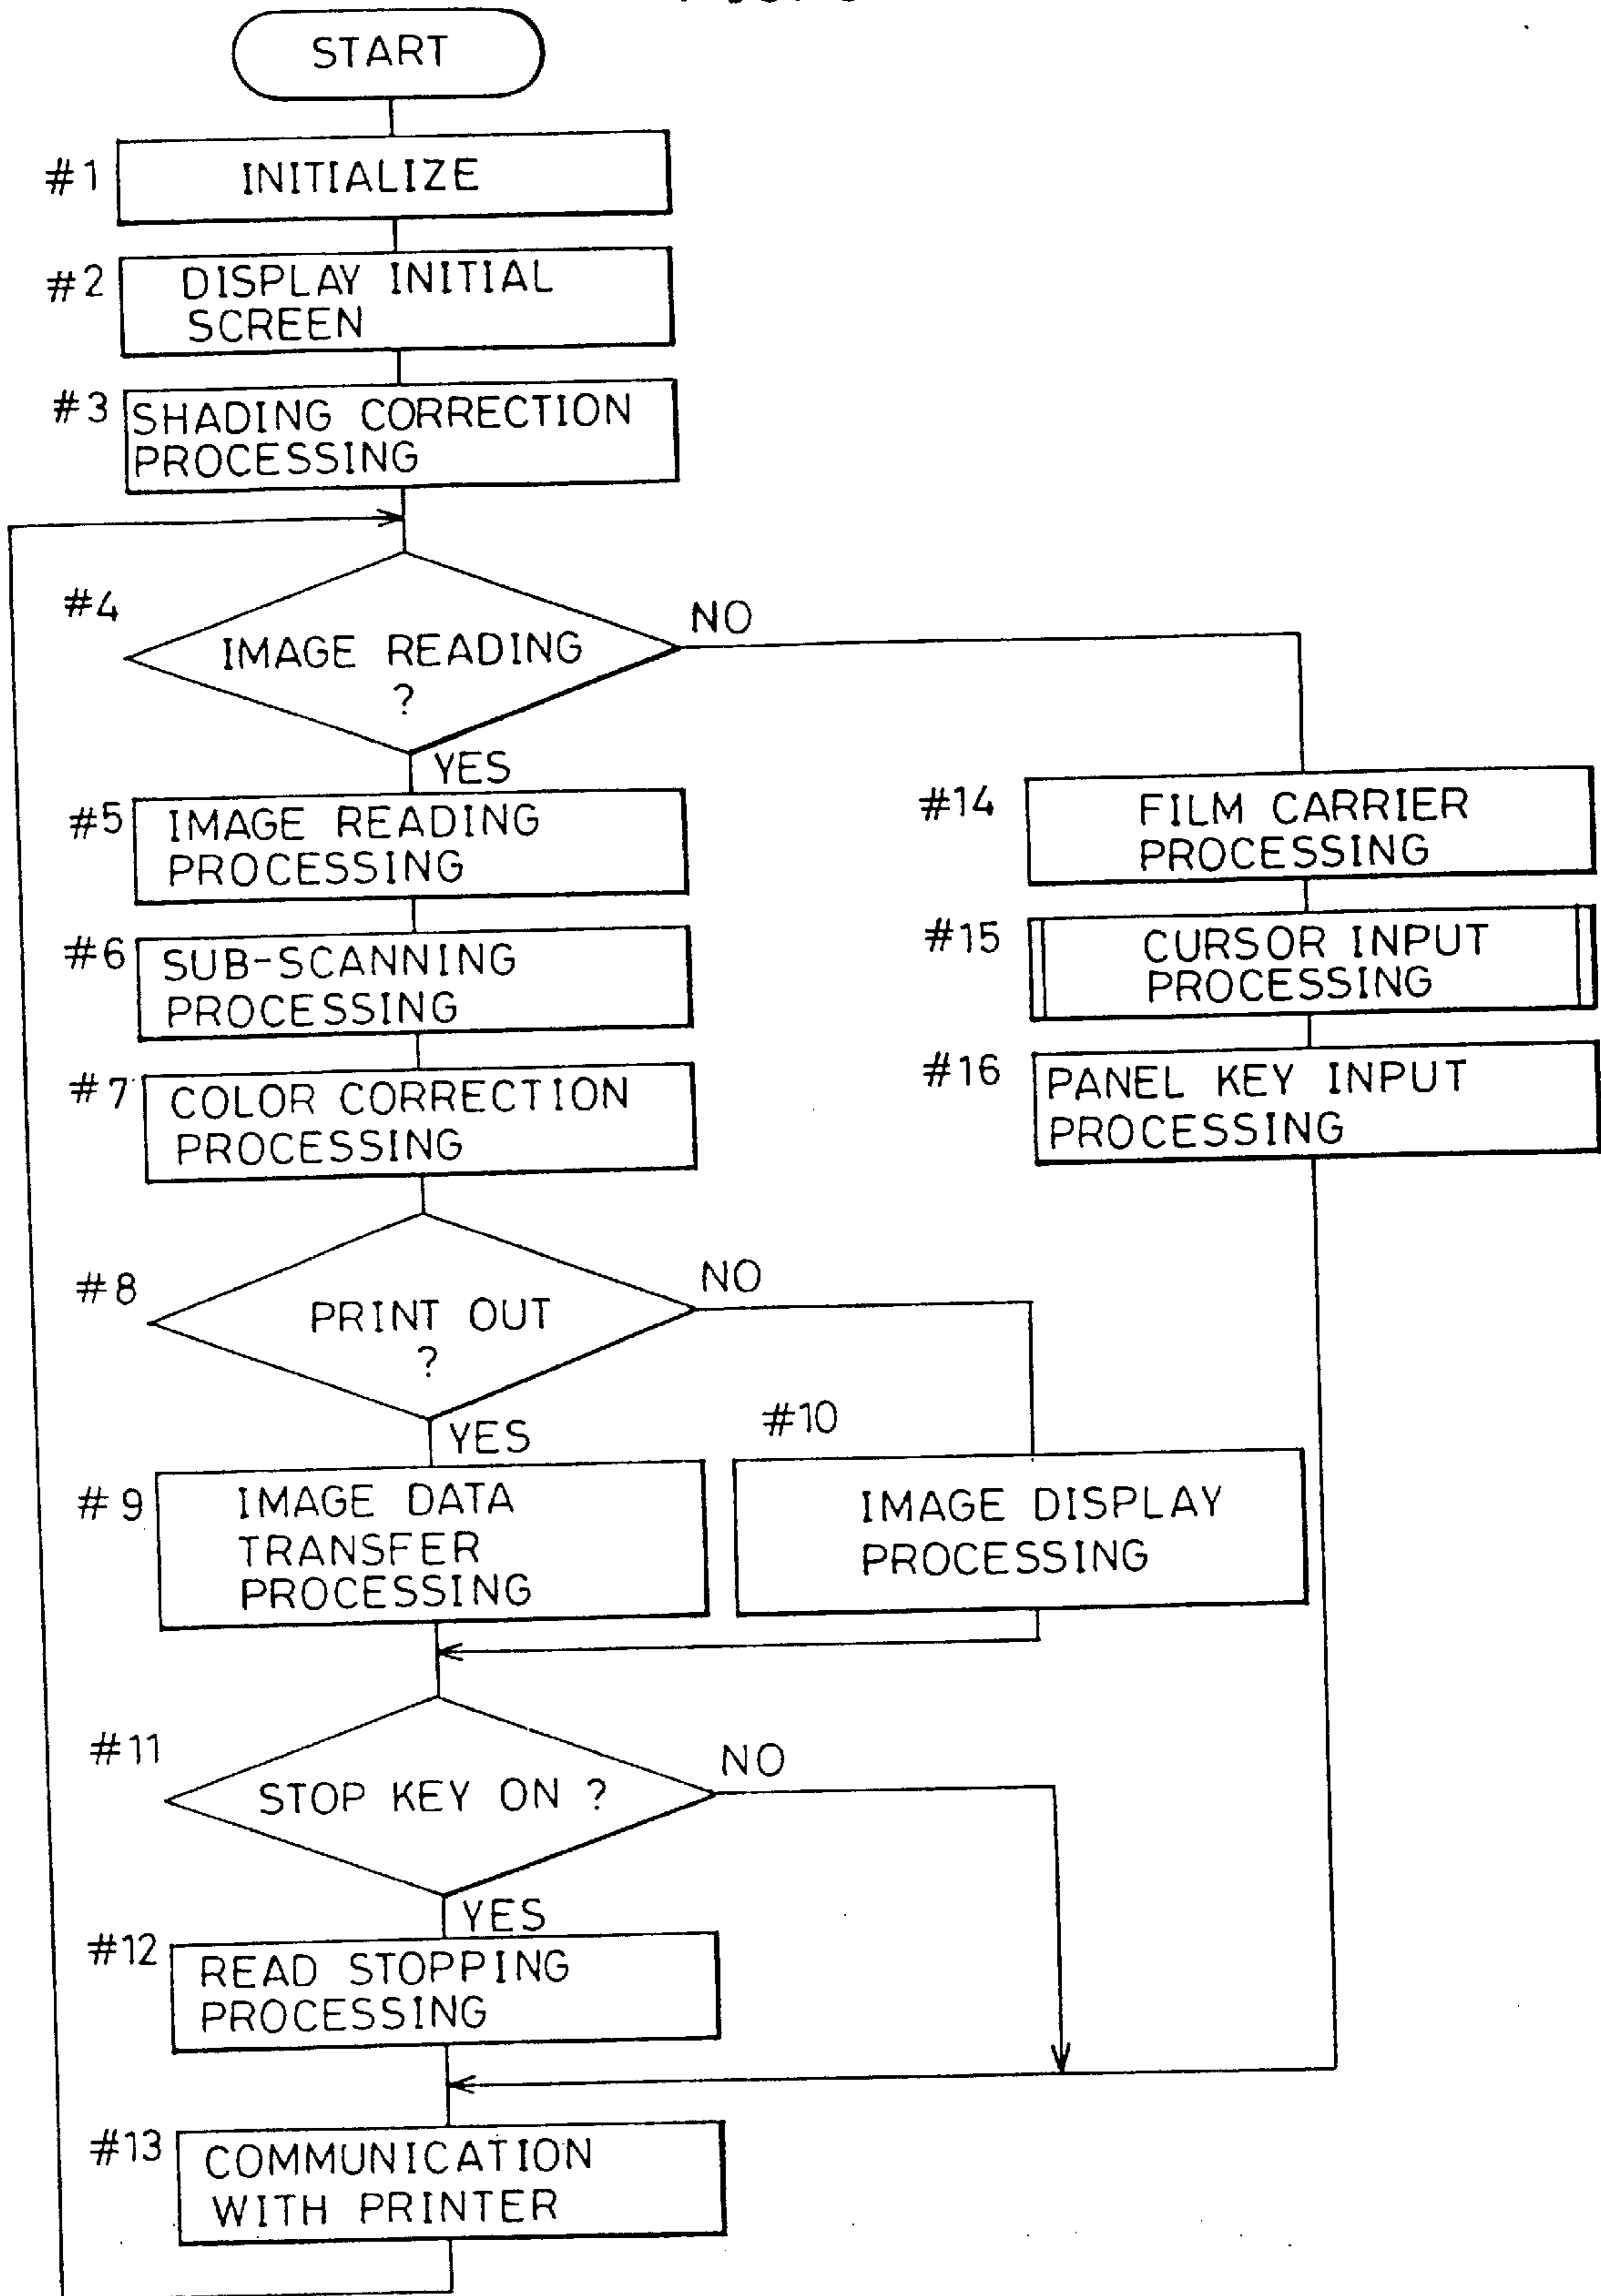 START
#1
INITIALIZE
#2
DISPLAY INITIAL
SCREEN
#3
SHADING CORRECTION
PROCESSING
#4
IMAGE READING
?
NO
YES
#5
IMAGE READING
PROCESSING
#6
SUB-SCANNING
PROCESSING
#7
COLOR CORRECTION
PROCESSING
#14
FILM CARRIER
PROCESSING
#15
CURSOR INPUT
PROCESSING
#16
PANEL KEY INPUT
PROCESSING
#8
PRINT OUT
?
NO
YES
#9
IMAGE DATA
TRANSFER
PROCESSING
#10
IMAGE DISPLAY
PROCESSING
#11
STOP KEY ON ?
NO
YES
#12
READ STOPPING
PROCESSING
#13
COMMUNICATION
WITH PRINTER